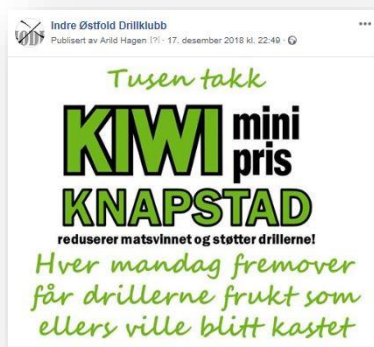 Indre Østfold Drillklubb
Publisert av Arild Hagen [?] · 17. desember 2018 kl. 22:49 ·
Tusen takk
KIWI mini pris
KNAPSTAD
reduserer matsvinnet og støtter drillerne!
Hver mandag fremover
får drillerne frukt som
ellers ville blitt kastet